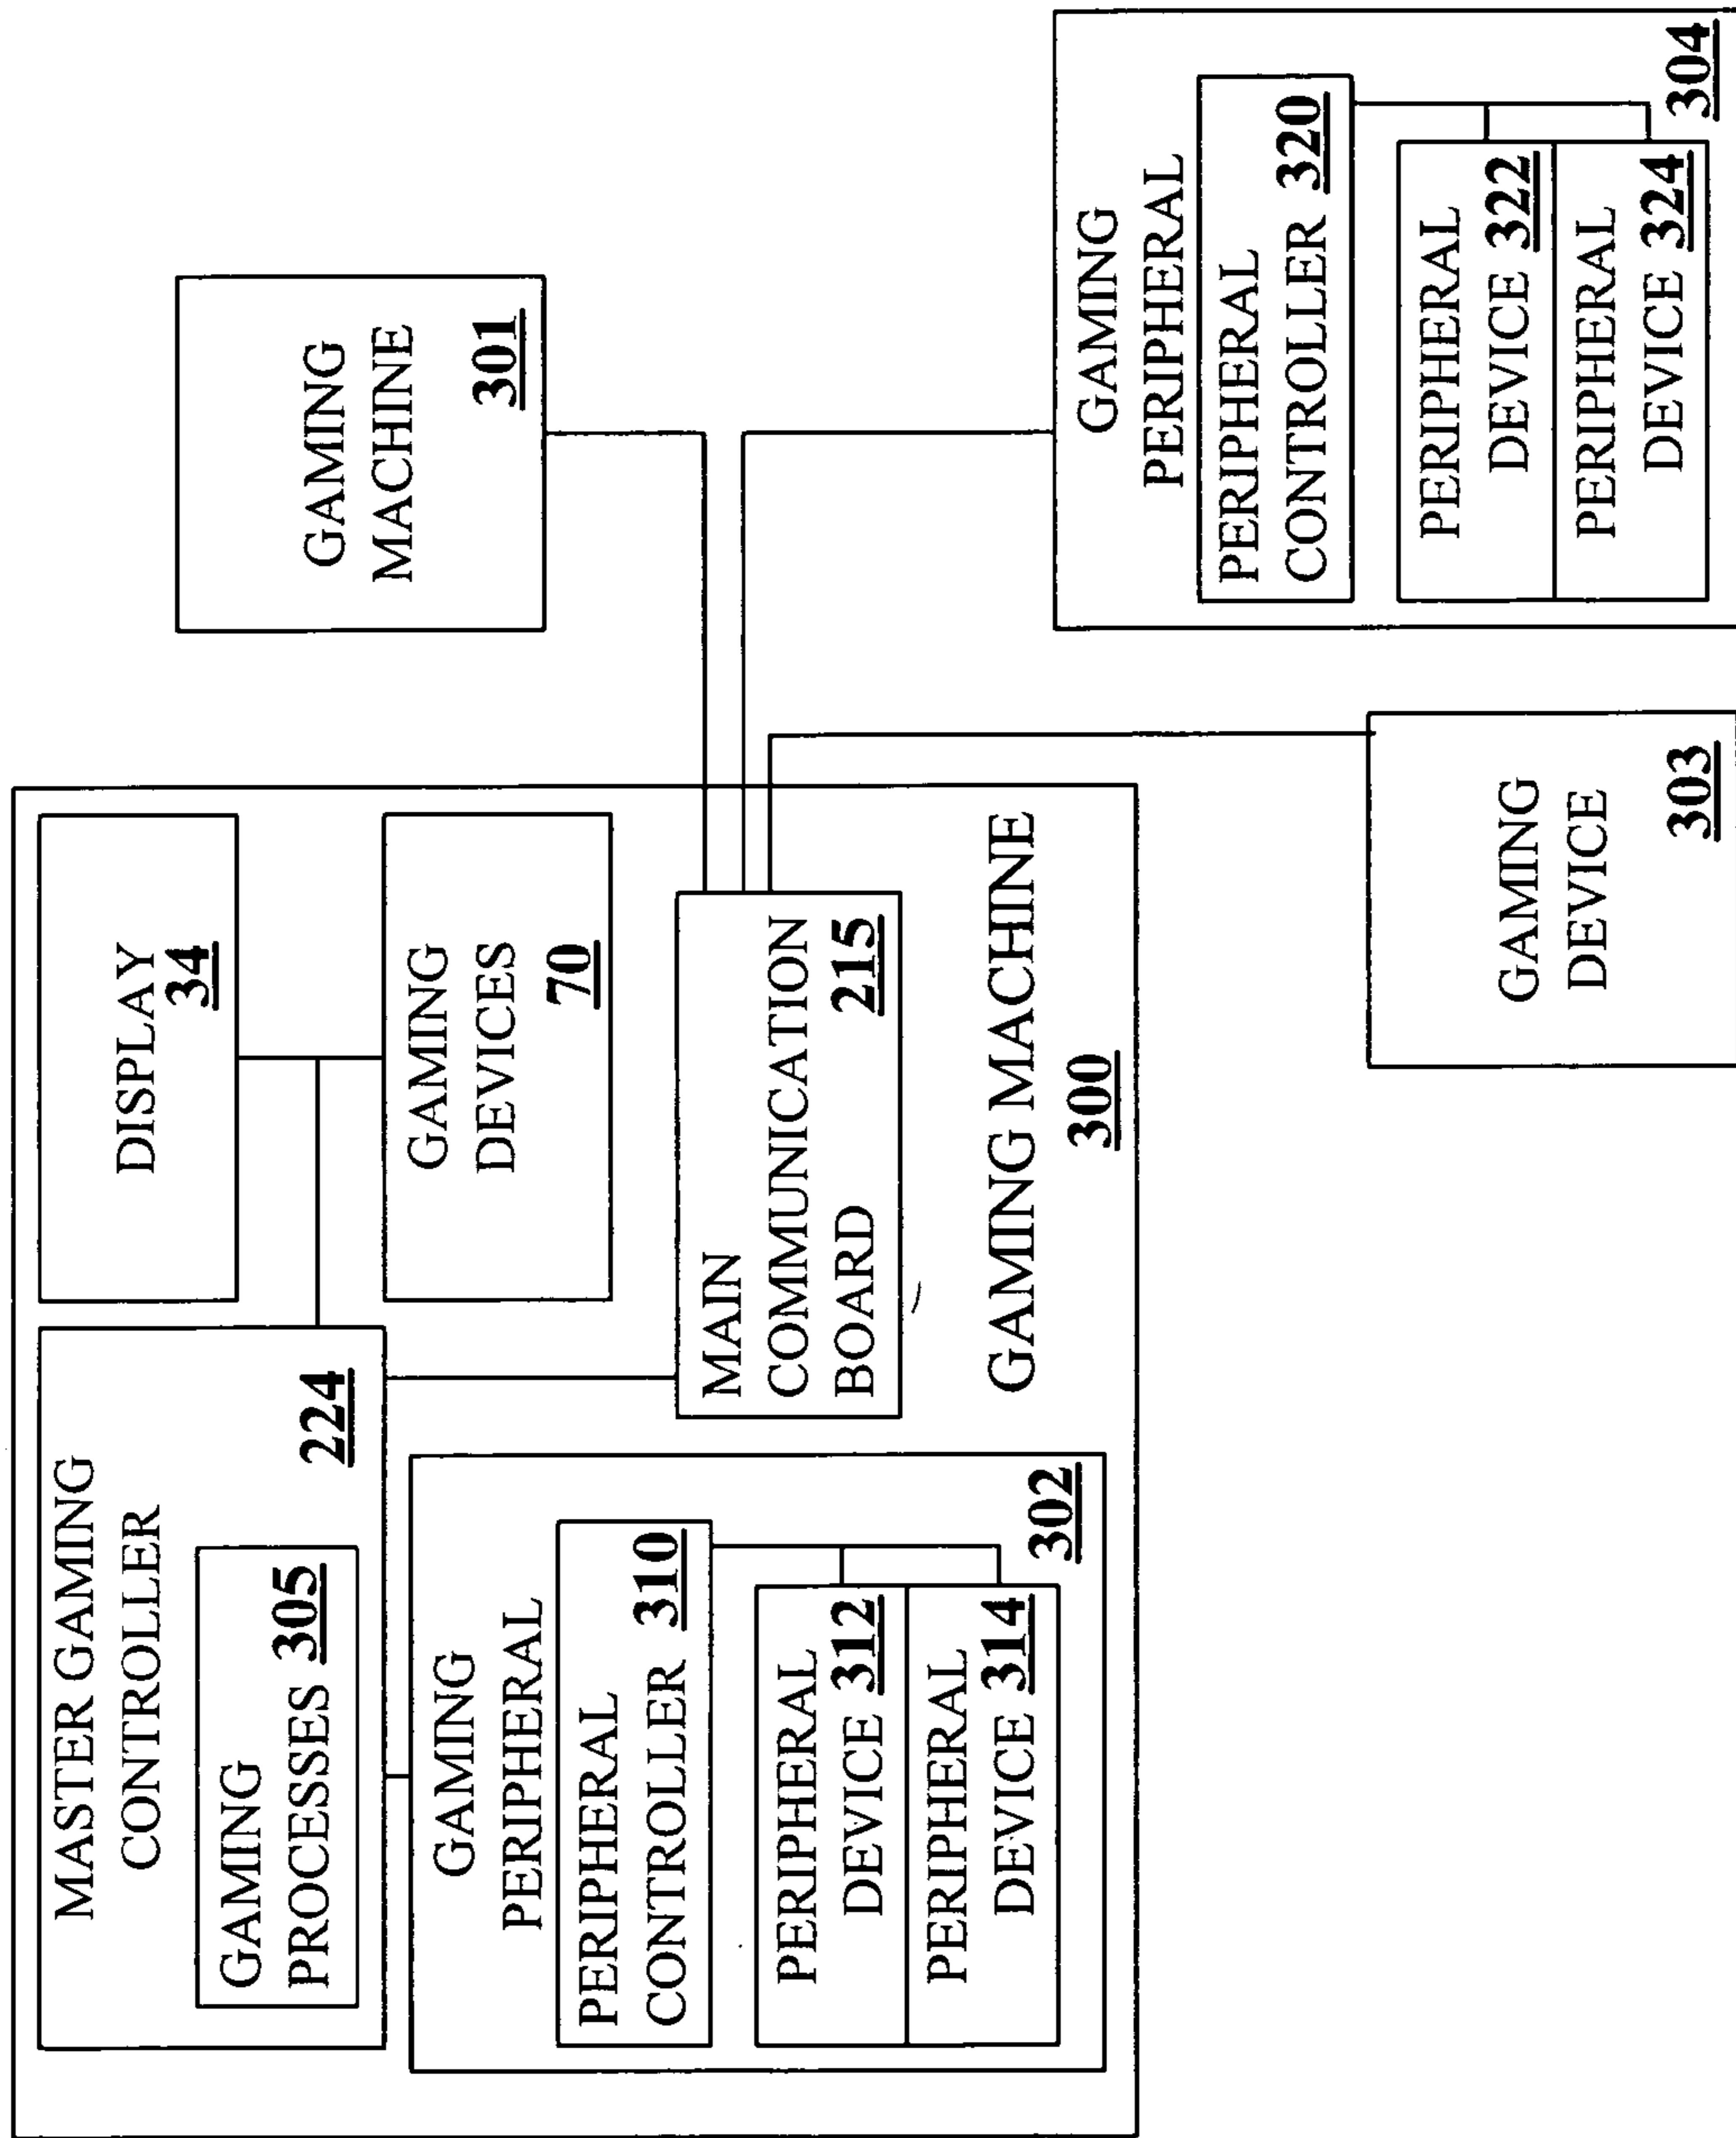 MASTER GAMING
CONTROLLER
224
GAMING
PROCESSES 305
DISPLAY
34
GAMING
DEVICES
70
GAMING
PERIPHERAL
PERIPHERAL
CONTROLLER 310
PERIPHERAL
DEVICE 312
PERIPHERAL
DEVICE 314
302
MAIN
COMMUNICATION
BOARD 215
GAMING MACHINE
300
GAMING
MACHINE
301
GAMING
DEVICE
303
GAMING
PERIPHERAL
PERIPHERAL
CONTROLLER 320
PERIPHERAL
DEVICE 322
PERIPHERAL
DEVICE 324
304